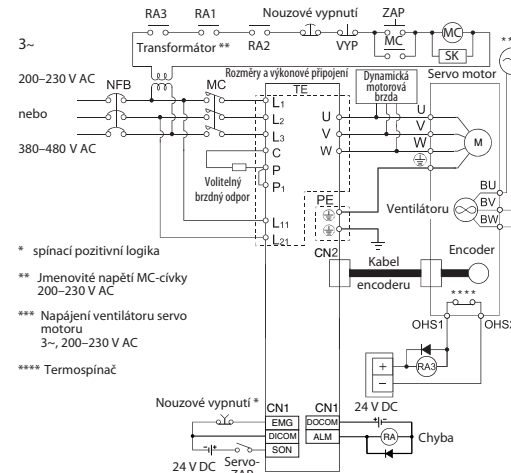 RA3 RA1 RA2 Nouzové vypnutí VYP ZAP MC MC SK
3~
Transformátor **
200–230 V AC
nebo
380–480 V AC
NFB MC
Rozměry a výkonové připojení
TE
Dynamická
motorová
brzda
Servo motor
**
L1
L2
L3
C
P
P1
L11
L21
U
V
W
U
V
W
M
Volitelný
brzdný odpor
PE
CN2
Ventilátoru
BU
BV
BW
Kabel
encoderu
Encoder
****
OHS1 OHS2
RA3
+
–
24 V DC
* spínací pozitivní logika
** Jmenovité napětí MC-cívky
200–230 V AC
*** Napájení ventilátoru servo
motoru
3~, 200–230 V AC
**** Termospínač
Nouzové vypnutí *
CN1 CN1
EMG DOCOM
DICOM ALM
SON
RA Chyba
24 V DC
Servo-
ZAP